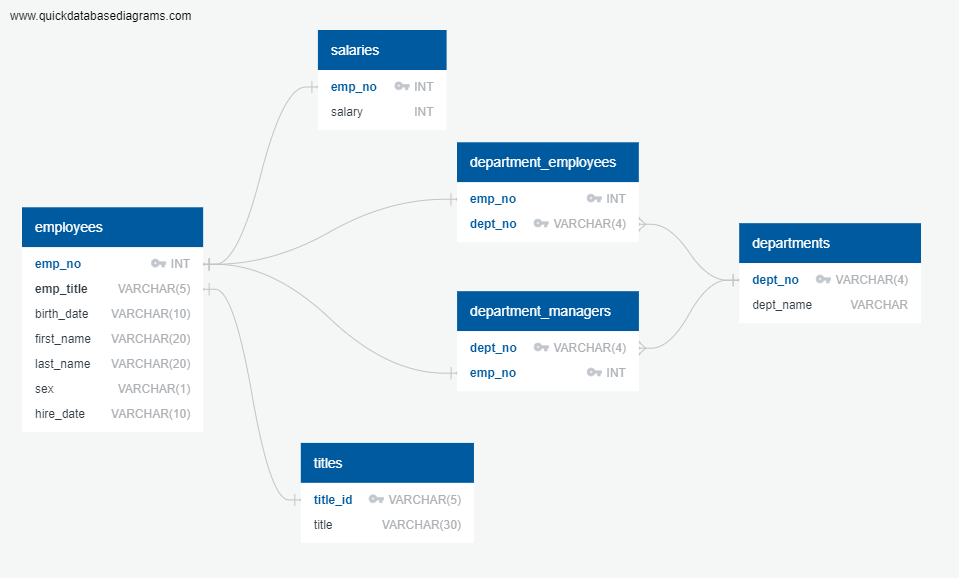 www.quickdatabasediagrams.com
salaries
emp_no INT
salary INT
department_employees
emp_no INT
dept_no VARCHAR(4)
employees
emp_no INT
emp_title VARCHAR(5)
birth_date VARCHAR(10)
first_name VARCHAR(20)
last_name VARCHAR(20)
sex VARCHAR(1)
hire_date VARCHAR(10)
departments
dept_no VARCHAR(4)
dept_name VARCHAR
department_managers
dept_no VARCHAR(4)
emp_no INT
titles
title_id VARCHAR(5)
title VARCHAR(30)